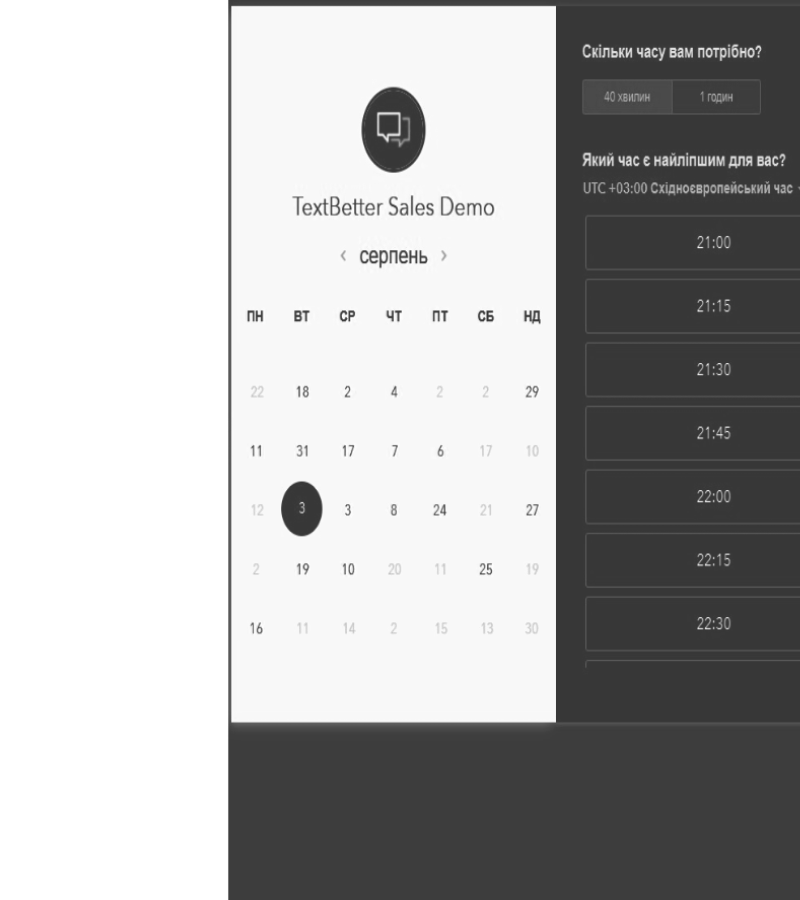 TextBetter Sales Demo
‹ серпень ›
ПН ВТ СР ЧТ ПТ СБ НД
22 18 2 4 2 2 29
11 31 17 7 6 17 10
12 3 3 8 24 21 27
2 19 10 20 11 25 19
16 11 14 2 15 13 30
Скільки часу вам потрібно?
40 хвилин 1 годин
Який час є найліпшим для вас?
UTC +03:00 Східноєвропейський час
21:00
21:15
21:30
21:45
22:00
22:15
22:30